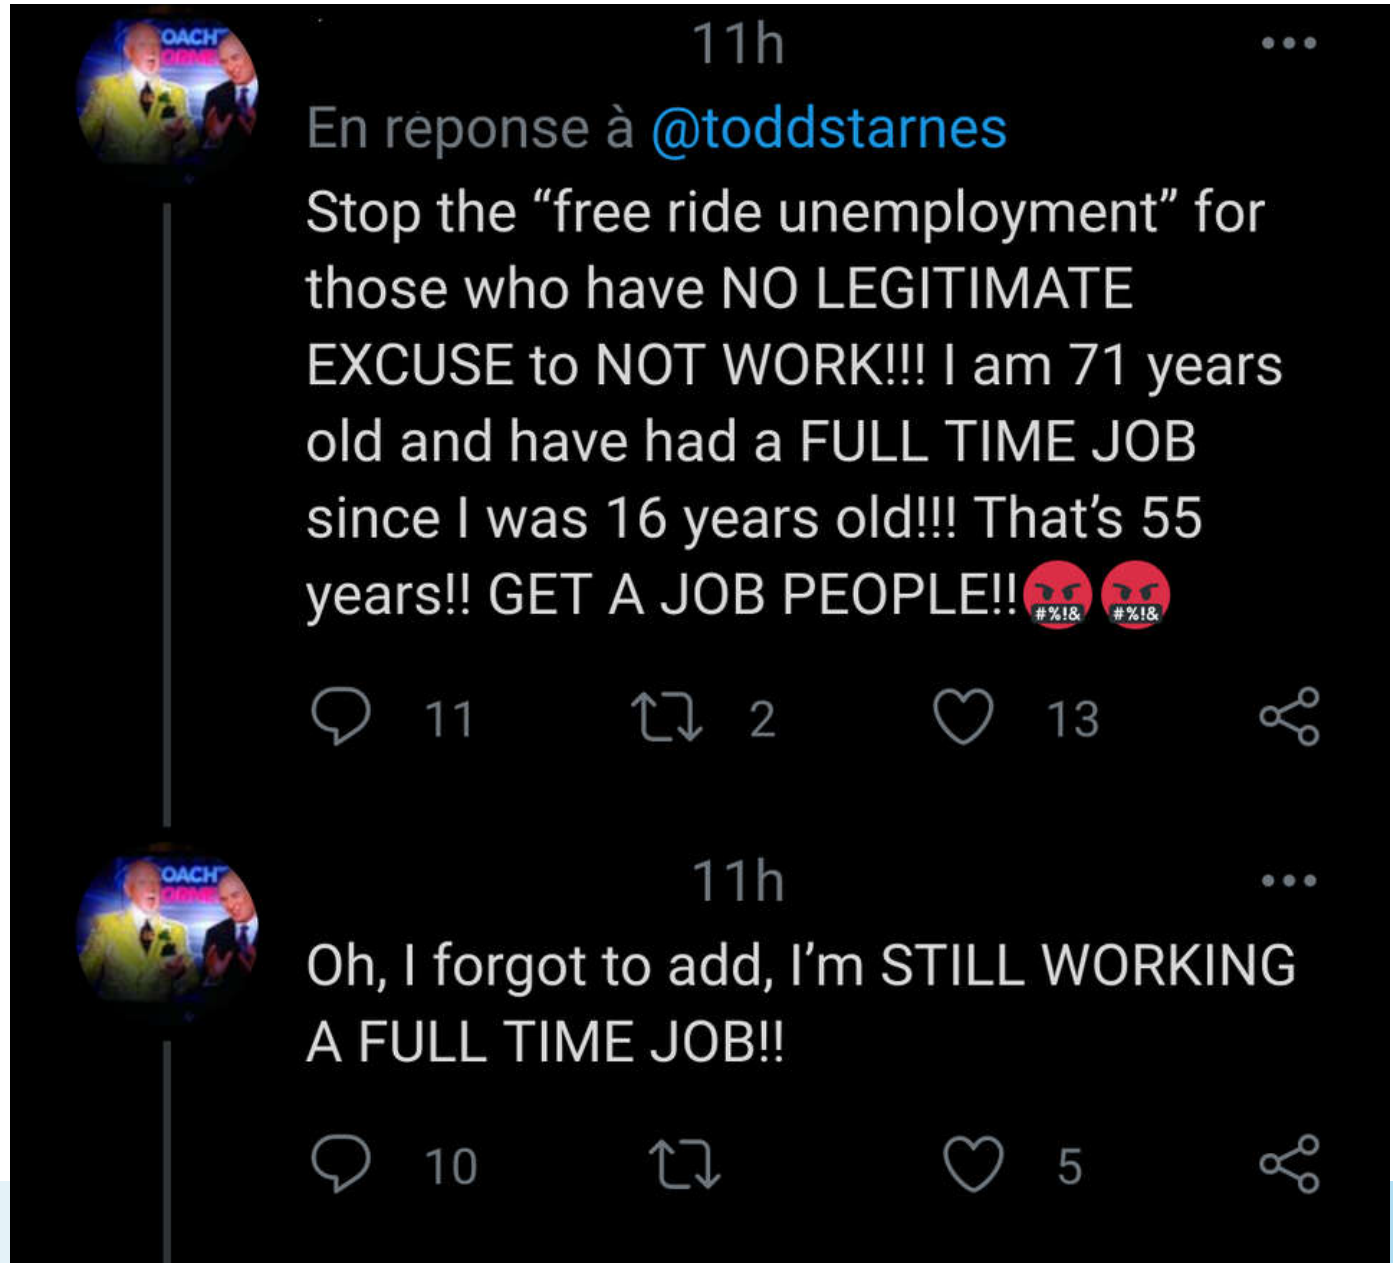 11h
En réponse à @toddstarnes
Stop the “free ride unemployment” for
those who have NO LEGITIMATE
EXCUSE to NOT WORK!!! I am 71 years
old and have had a FULL TIME JOB
since I was 16 years old!!! That’s 55
years!! GET A JOB PEOPLE!!
#%!& #%!&
11 2 13
11h
Oh, I forgot to add, I’m STILL WORKING
A FULL TIME JOB!!
10 5